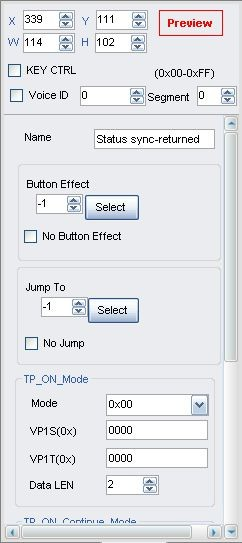 X 339 Y 111 Preview
W 114 H 102
KEY CTRL (0x00-0xFF)
Voice ID 0 Segment 0
Name Status sync-returned
Button Effect
-1 Select
No Button Effect
Jump To
-1 Select
No Jump
TP_ON_Mode
Mode 0x00
VP1S(0x) 0000
VP1T(0x) 0000
Data LEN 2
TP_ON_Continue_Mode